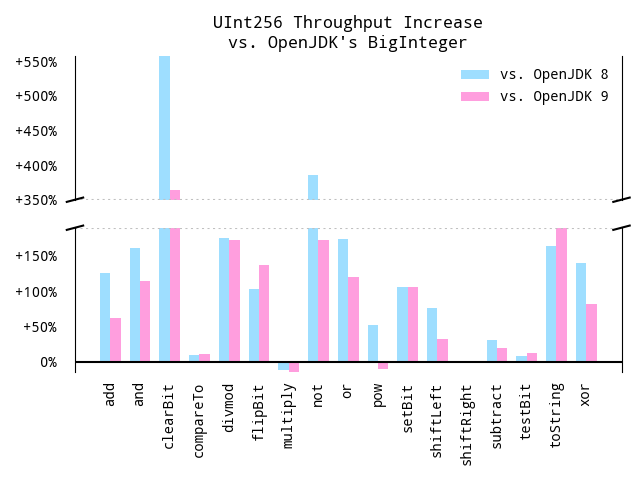 UInt256 Throughput Increase
vs. OpenJDK's BigInteger
vs. OpenJDK 8
vs. OpenJDK 9
+550%
+500%
+450%
+400%
+350%
+150%
+100%
+50%
0%
add
and
clearBit
compareTo
divmod
flipBit
multiply
not
or
pow
setBit
shiftLeft
shiftRight
subtract
testBit
toString
xor